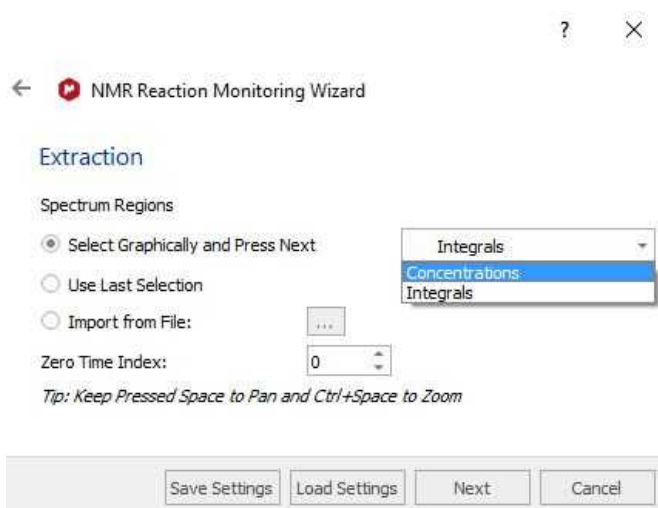 ?
NMR Reaction Monitoring Wizard
Extraction
Spectrum Regions
Select Graphically and Press Next
Integrals
Concentrations
Integrals
Use Last Selection
Import from File:
...
Zero Time Index:
0
Tip: Keep Pressed Space to Pan and Ctrl+Space to Zoom
Save Settings
Load Settings
Next
Cancel